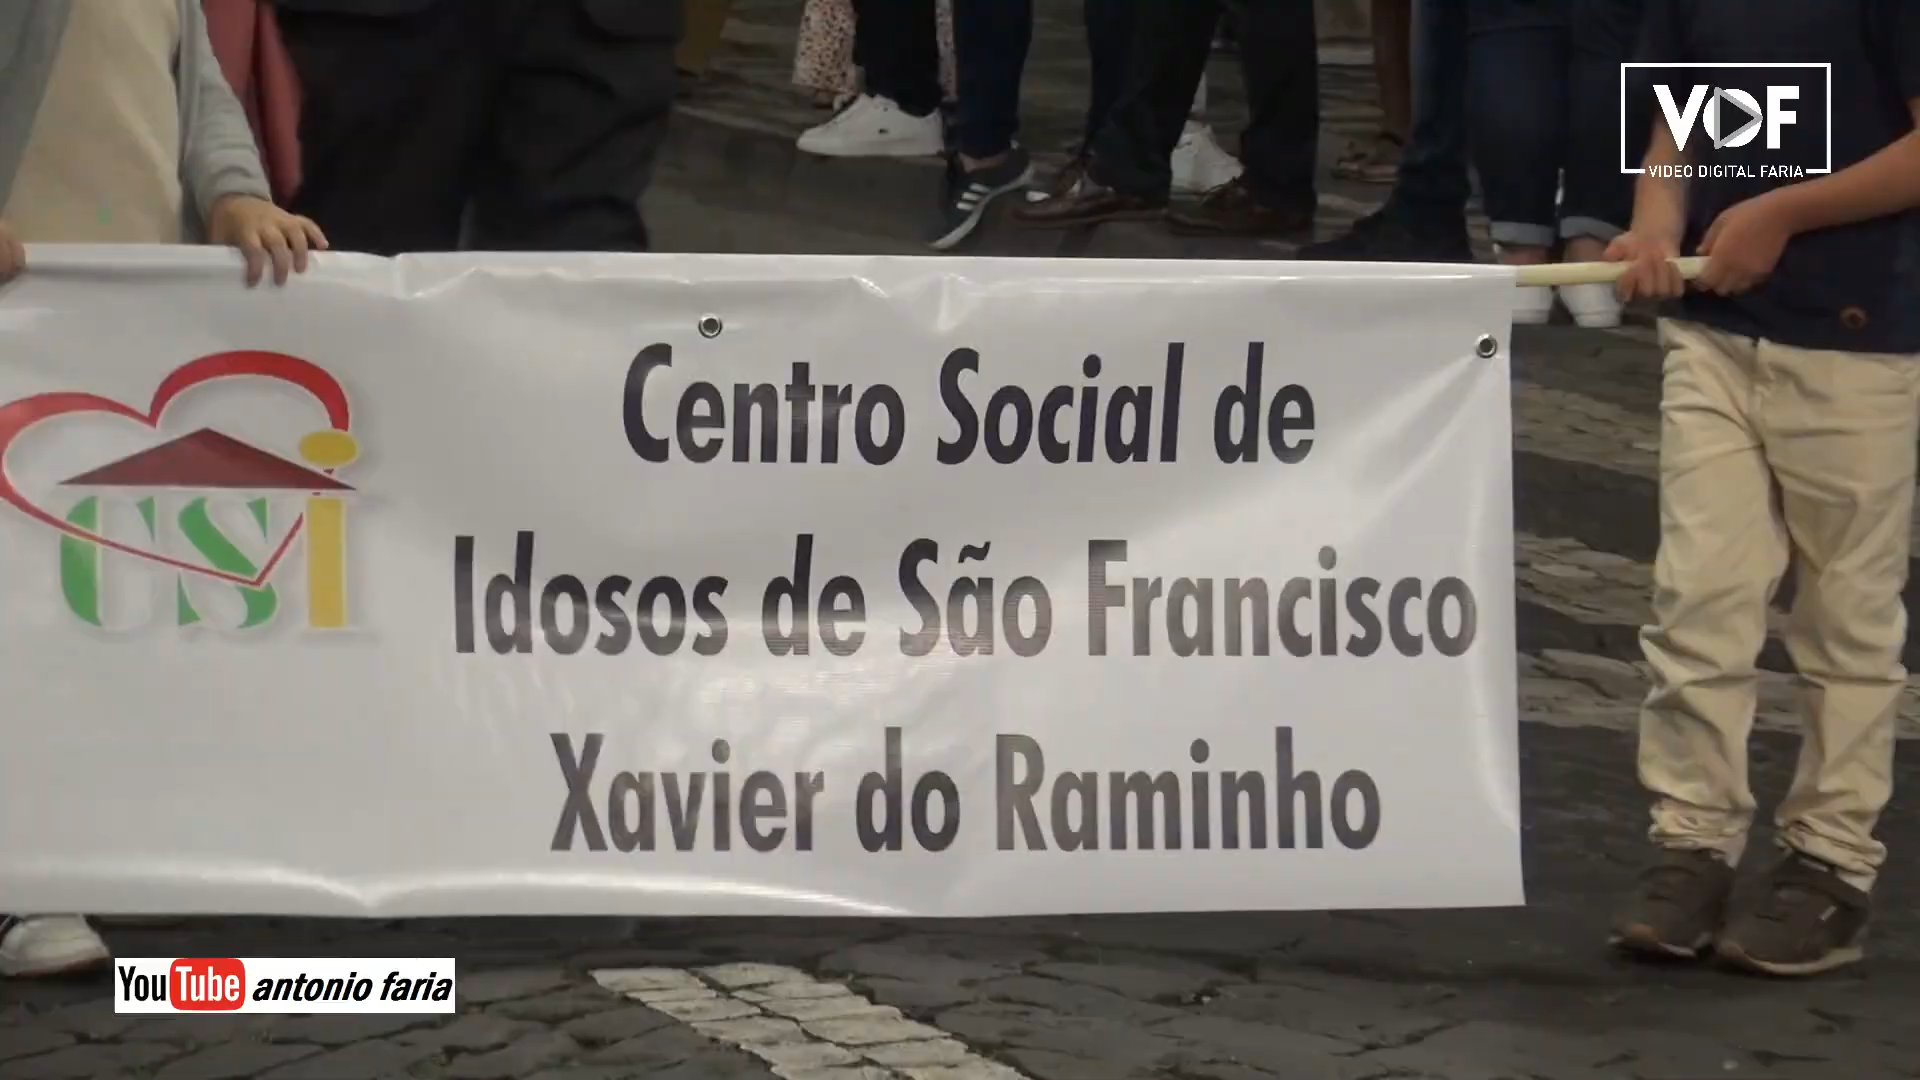 VDF
VIDEO DIGITAL FARIA
Centro Social de
Idosos de São Francisco
Xavier do Raminho
CSi
YouTube antonio faria